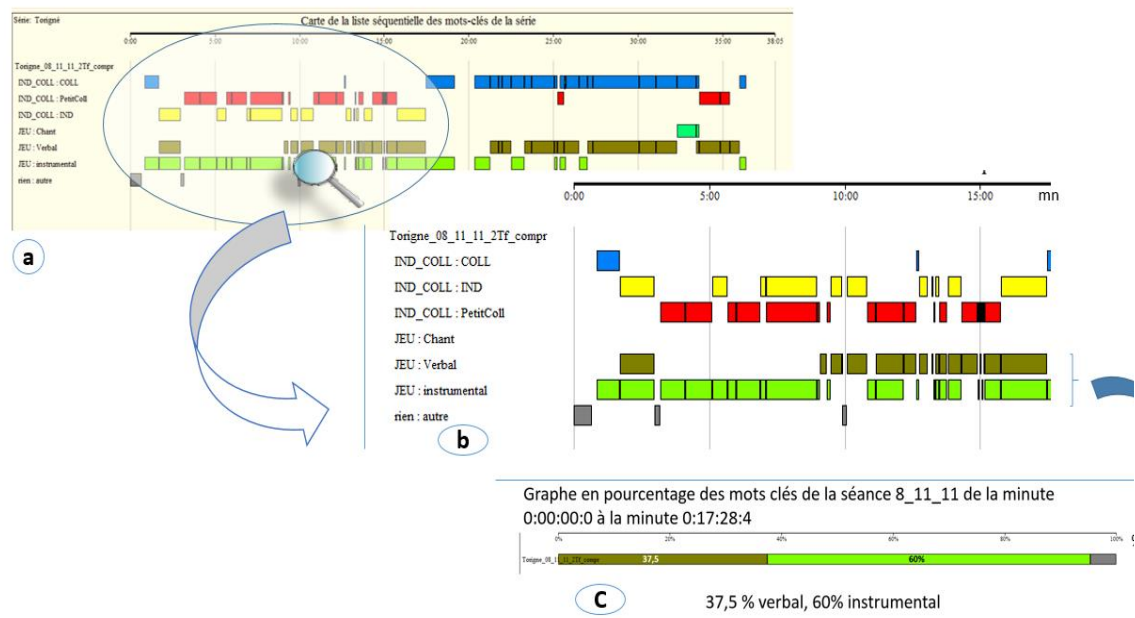 Série: Torigné
Carte de la liste séquentielle des mots-clés de la série
0:00 5:00 10:00 15:00 20:00 25:00 30:00 38:05
Torigne_08_11_11_2Tf_compr
IND_COLL : COLL
IND_COLL : PetitColl
IND_COLL : IND
JEU : Chant
JEU : Verbal
JEU : instrumental
rien : autre
a
0:00 5:00 10:00 15:00 mn
Torigne_08_11_11_2Tf_compr
IND_COLL : COLL
IND_COLL : IND
IND_COLL : PetitColl
JEU : Chant
JEU : Verbal
JEU : instrumental
rien : autre
b
Graphe en pourcentage des mots clés de la séance 8_11_11 de la minute
0:00:00:0 à la minute 0:17:28:4
0% 20% 40% 60% 80% 100%
37,5 60%
C
37,5 % verbal, 60% instrumental